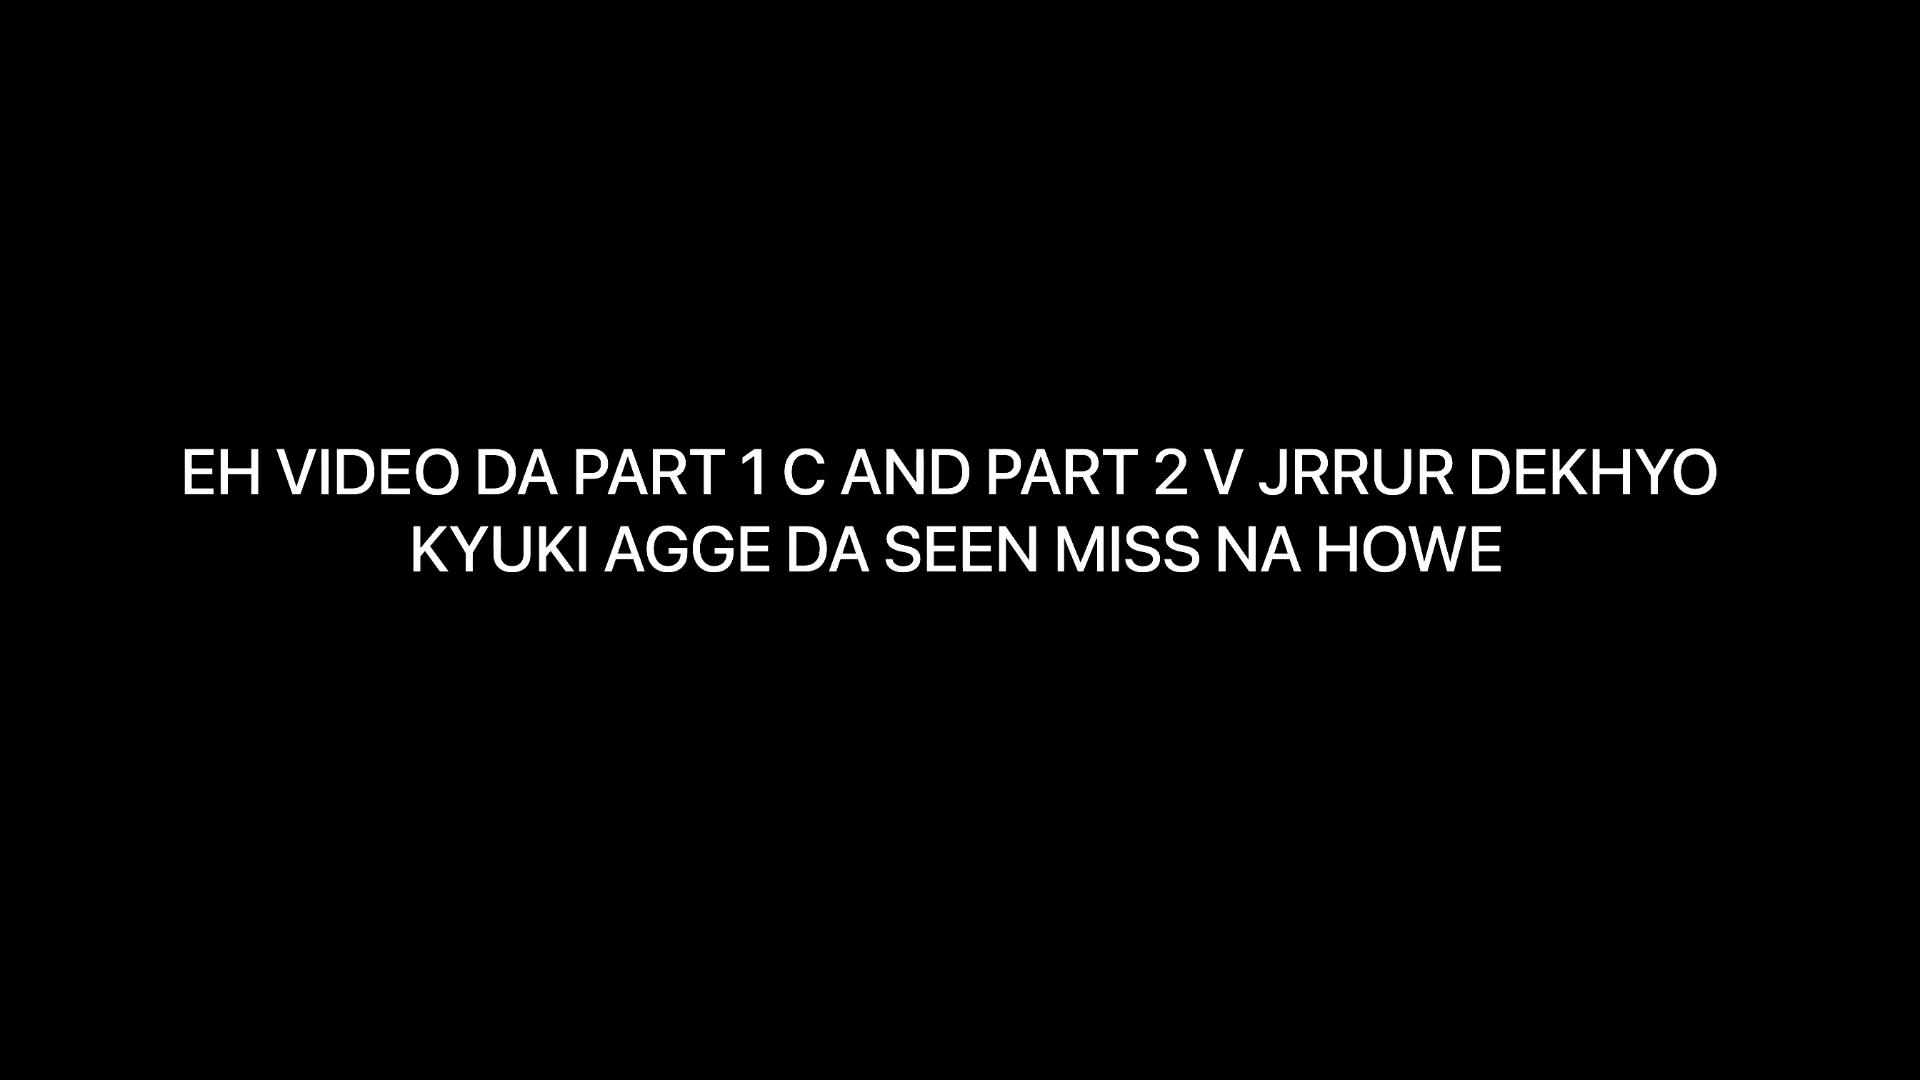 EH VIDEO DA PART 1 C AND PART 2 V JRRUR DEKHYO
KYUKI AGGE DA SEEN MISS NA HOWE